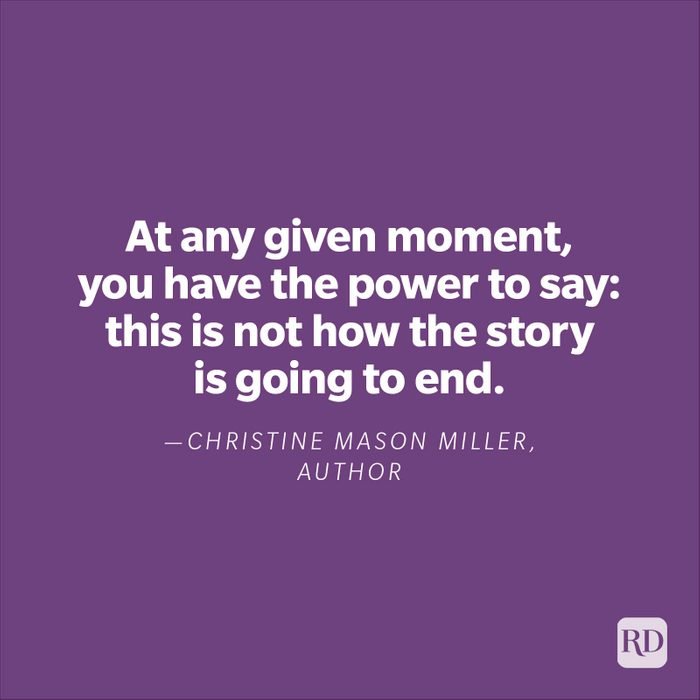 At any given moment,
you have the power to say:
this is not how the story
is going to end.
—CHRISTINE MASON MILLER,
AUTHOR
RD